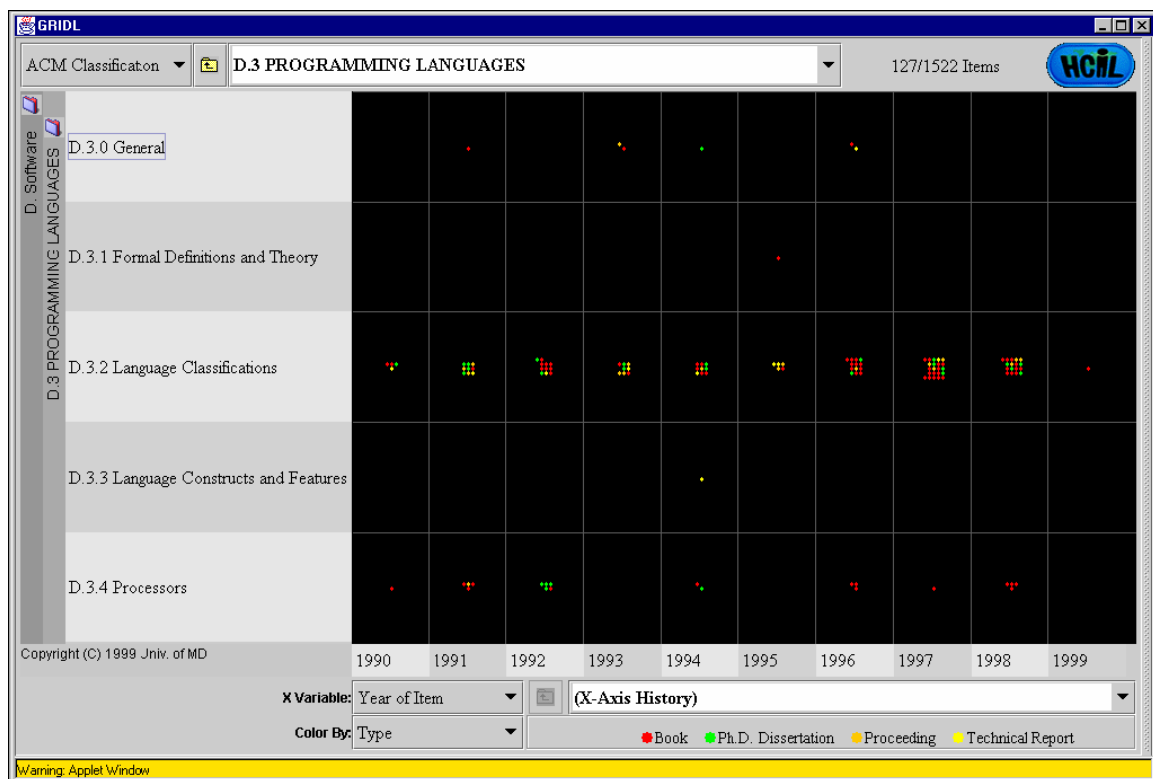 GRIDL
ACM Classificaton
D.3 PROGRAMMING LANGUAGES
127/1522 Items
HCIL
D. Software
D.3 PROGRAMMING LANGUAGES
D.3.0 General
D.3.1 Formal Definitions and Theory
D.3.2 Language Classifications
D.3.3 Language Constructs and Features
D.3.4 Processors
Copyright (C) 1999 Univ. of MD
1990 1991 1992 1993 1994 1995 1996 1997 1998 1999
X Variable: Year of Item (X-Axis History)
Color By: Type Book Ph.D. Dissertation Proceeding Technical Report
Warning: Applet Window